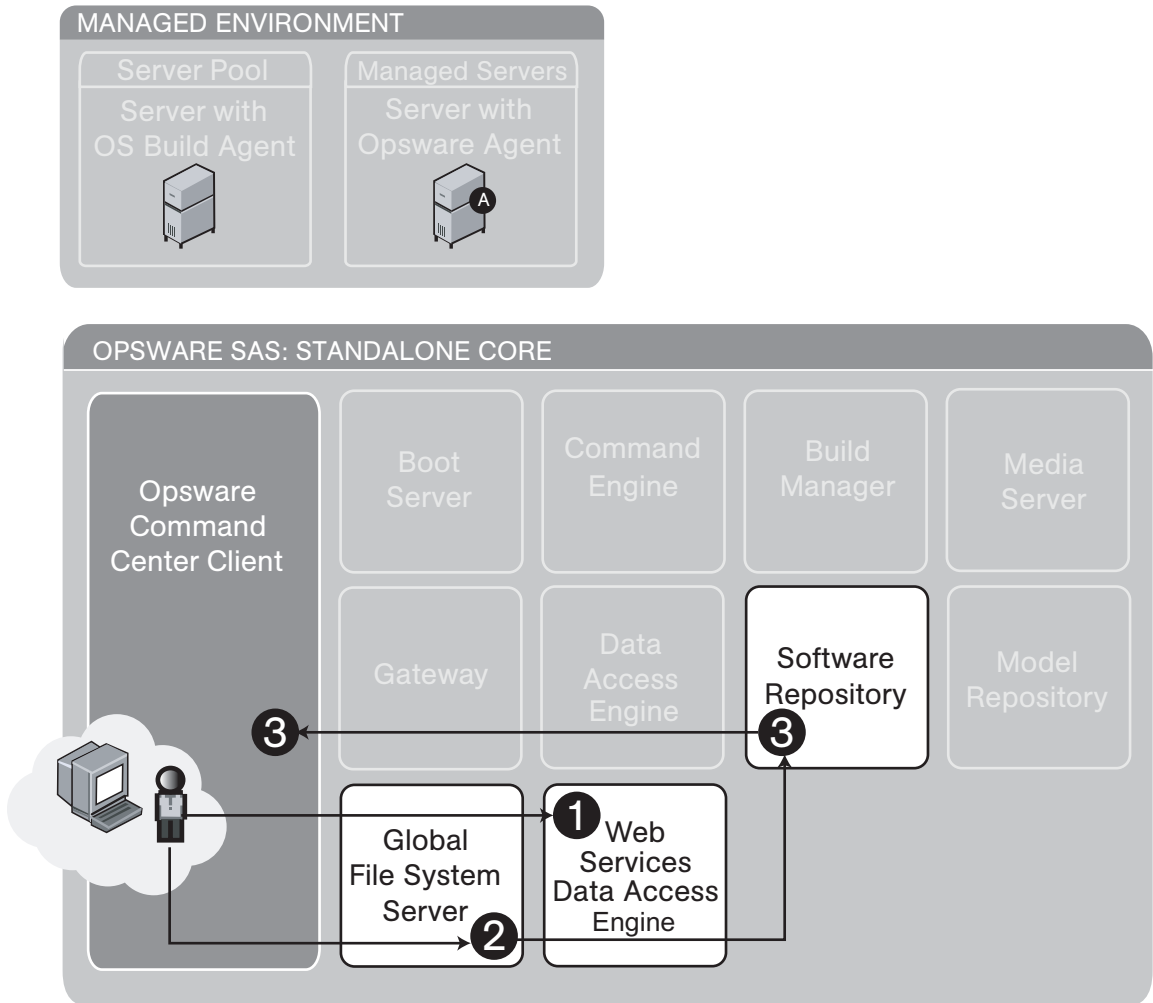 MANAGED ENVIRONMENT
Server Pool
Server with
OS Build Agent
Managed Servers
Server with
Opsware Agent
A
OPSWARE SAS: STANDALONE CORE
Opsware
Command
Center Client
Boot
Server
Command
Engine
Build
Manager
Media
Server
Gateway
Data
Access
Engine
Software
Repository
Model
Repository
3
3
Global
File System
Server
2
1
Web
Services
Data Access
Engine